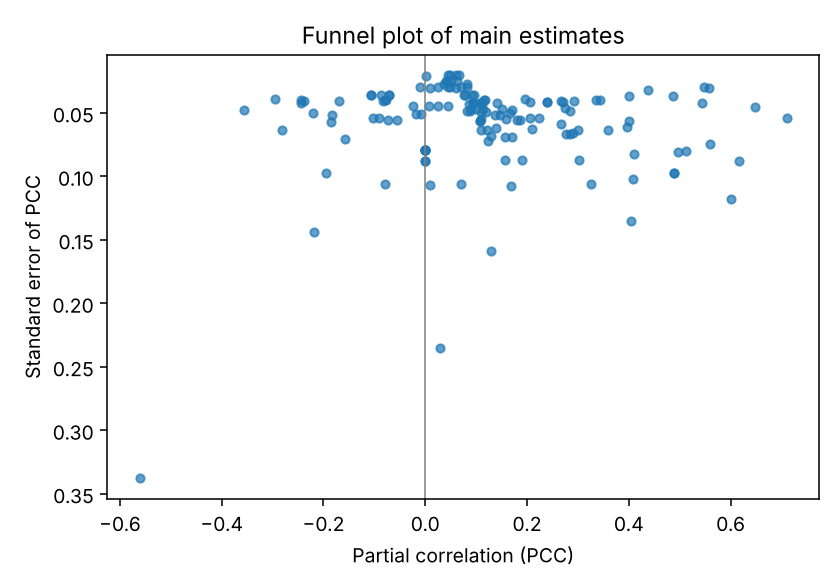 Funnel plot of main estimates
Standard error of PCC
0.05
0.10
0.15
0.20
0.25
0.30
0.35
−0.6 −0.4 −0.2 0.0 0.2 0.4 0.6
Partial correlation (PCC)